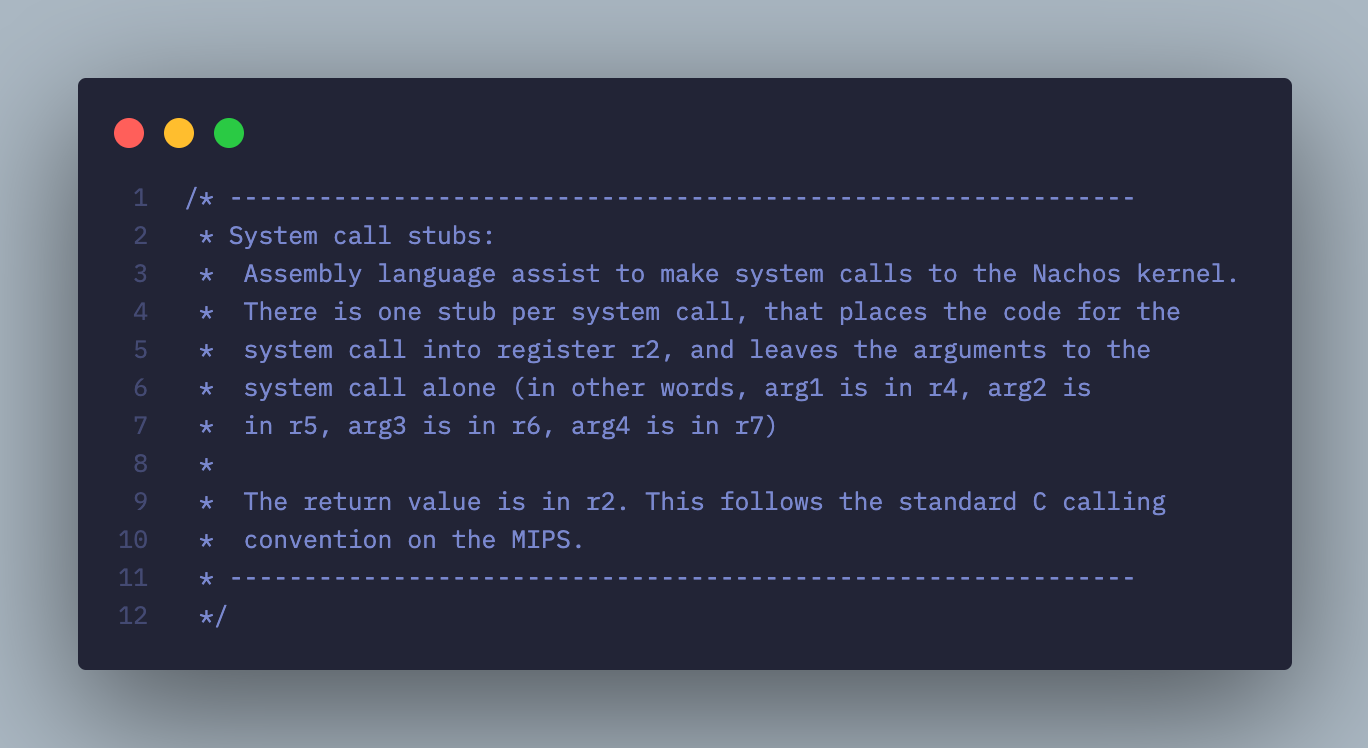 1 /* -------------------------------------------------------------
2  * System call stubs:
3  *  Assembly language assist to make system calls to the Nachos kernel.
4  *  There is one stub per system call, that places the code for the
5  *  system call into register r2, and leaves the arguments to the
6  *  system call alone (in other words, arg1 is in r4, arg2 is
7  *  in r5, arg3 is in r6, arg4 is in r7)
8  *
9  *  The return value is in r2. This follows the standard C calling
10  *  convention on the MIPS.
11  * -------------------------------------------------------------
12  */